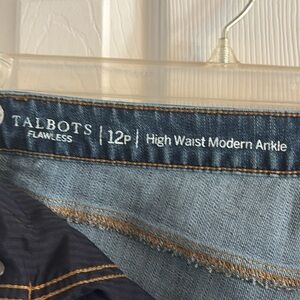 TALBOTS
FLAWLESS
12P
High Waist Modern Ankle